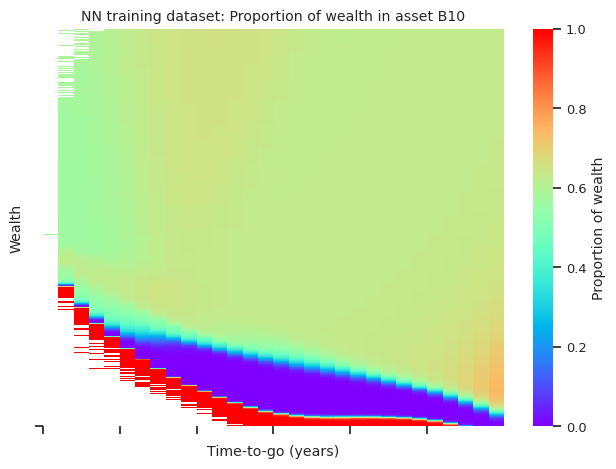 NN training dataset: Proportion of wealth in asset B10
Wealth
Time-to-go (years)
1.0
0.8
0.6
0.4
0.2
0.0
Proportion of wealth